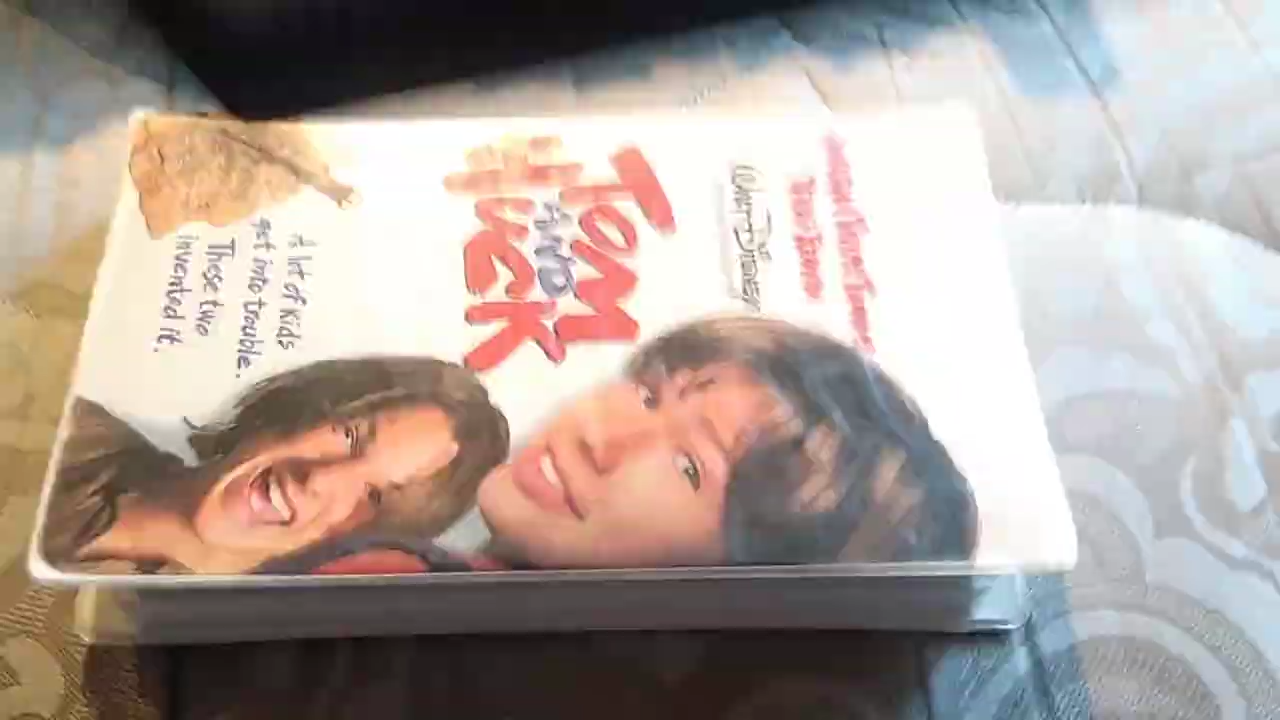 Walt Disney
TOM
AND
HUCK
A lot of kids
get into trouble.
These two
invented it.